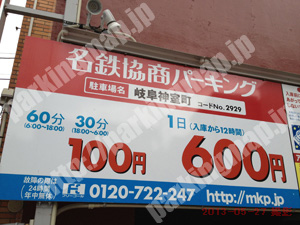 名鉄協商パーキング
駐車場名 岐阜神室町 コードNo.2929
60分 30分 1日(入庫から12時間)
(6:00~18:00) (18:00~6:00)
100円 600円
故障の際は
24時間
年中無休 0120-722-247 http://mkp.jp
parking.jp.net